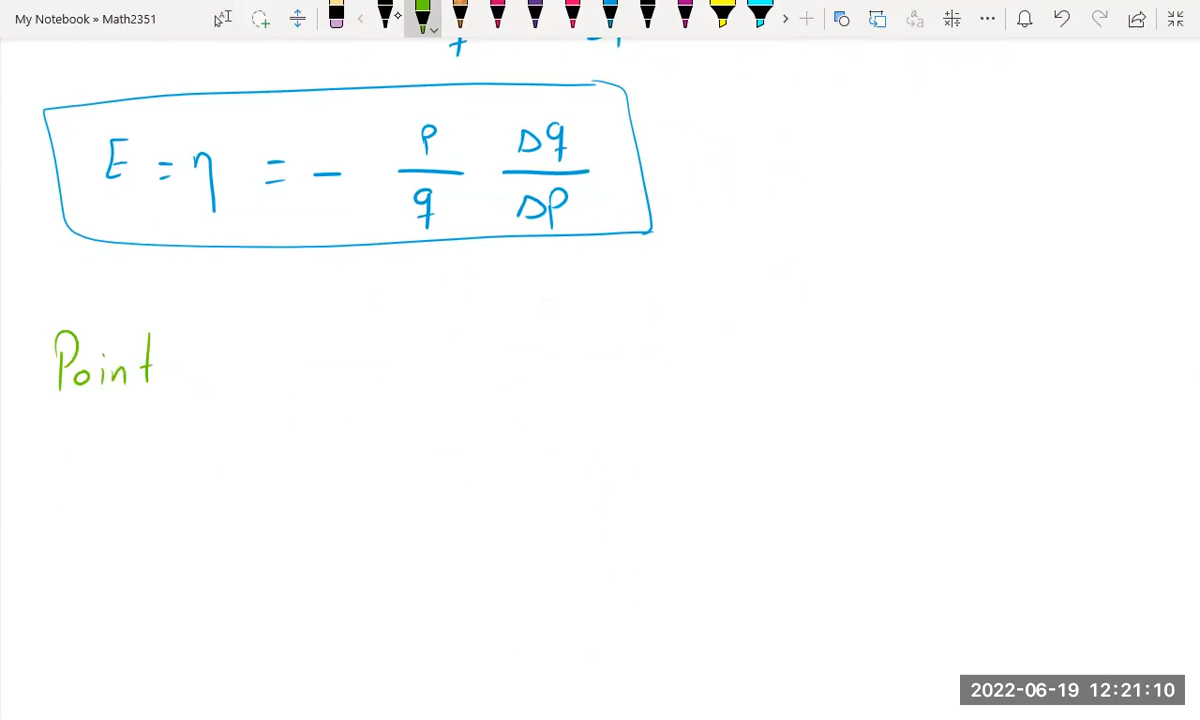 My Notebook » Math2351
E = η = - P/q Δq/ΔP
Point
2022-06-19 12:21:10